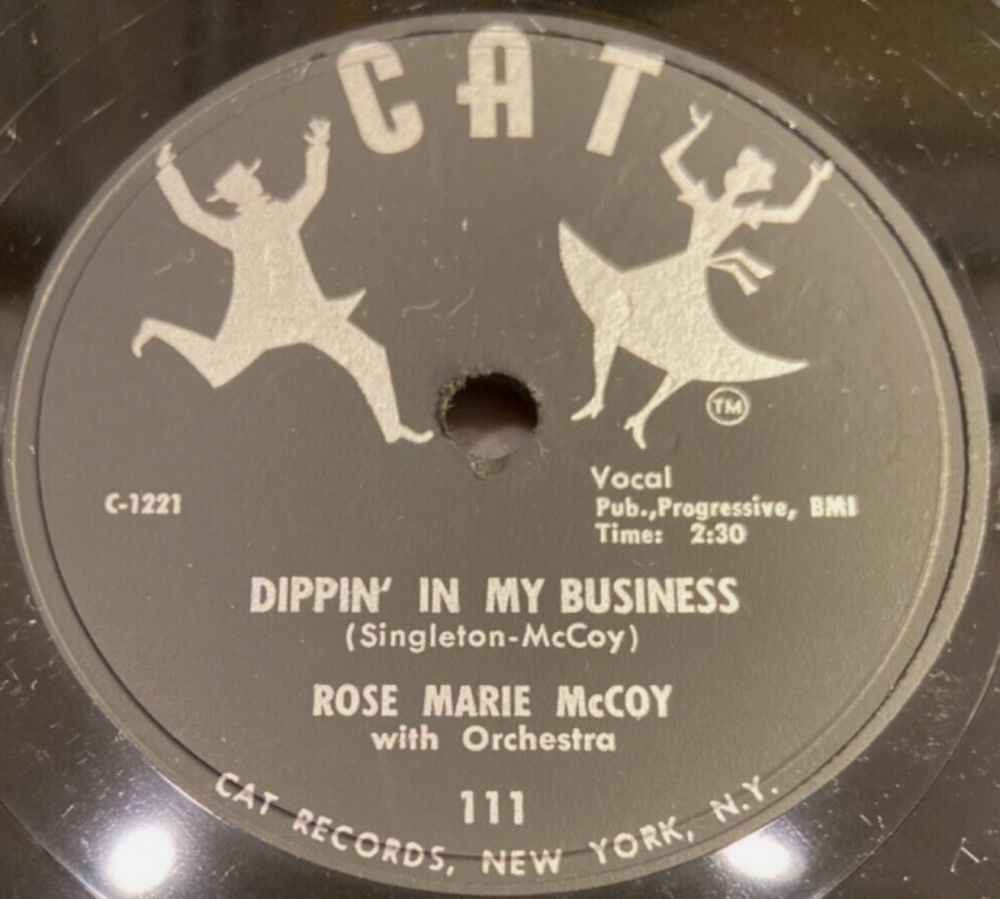 CAT
TM
C-1221
Vocal
Pub.,Progressive, BMI
Time: 2:30
DIPPIN' IN MY BUSINESS
(Singleton-McCoy)
ROSE MARIE McCOY
with Orchestra
111
CAT RECORDS, NEW YORK, N.Y.